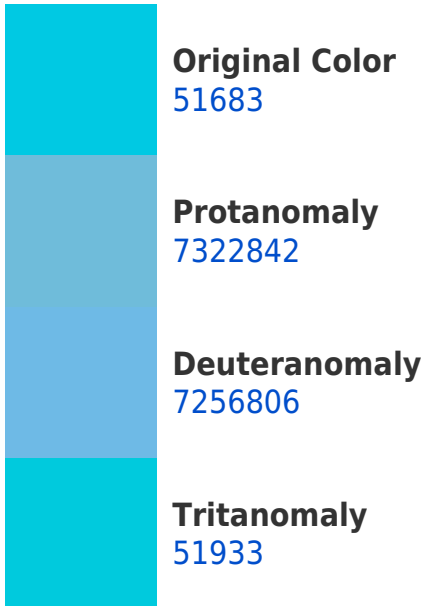 Original Color
51683
Protanomaly
7322842
Deuteranomaly
7256806
Tritanomaly
51933